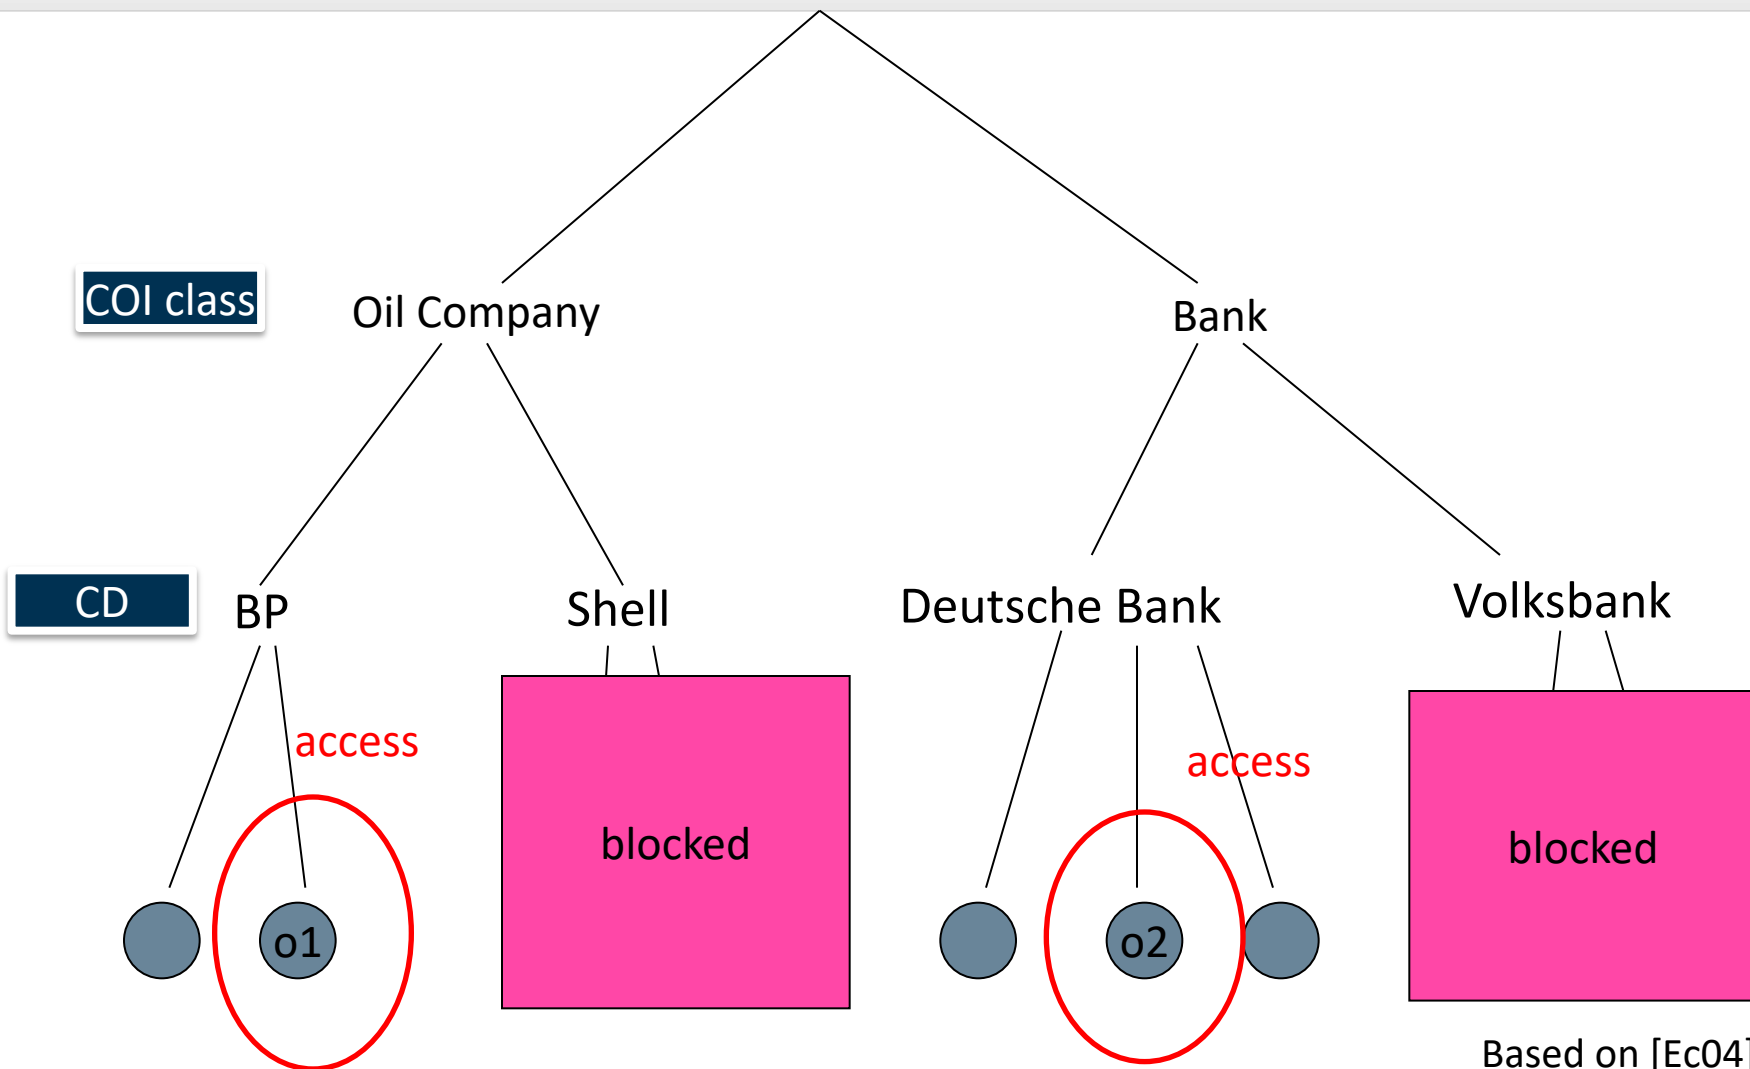 COI class
Oil Company
Bank
CD
BP
Shell
Deutsche Bank
Volksbank
access
access
blocked
blocked
o1
o2
Based on [Ec04]